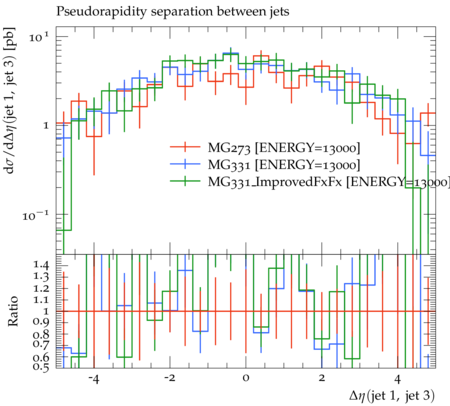 Pseudorapidity separation between jets
dσ/dΔη(jet 1, jet 3) [pb]
10¹
1
10⁻¹
MG273 [ENERGY=13000]
MG331 [ENERGY=13000]
MG331_ImprovedFxFx [ENERGY=13000]
Ratio
1.4
1.3
1.2
1.1
1
0.9
0.8
0.7
0.6
0.5
-4 -2 0 2 4
Δη(jet 1, jet 3)